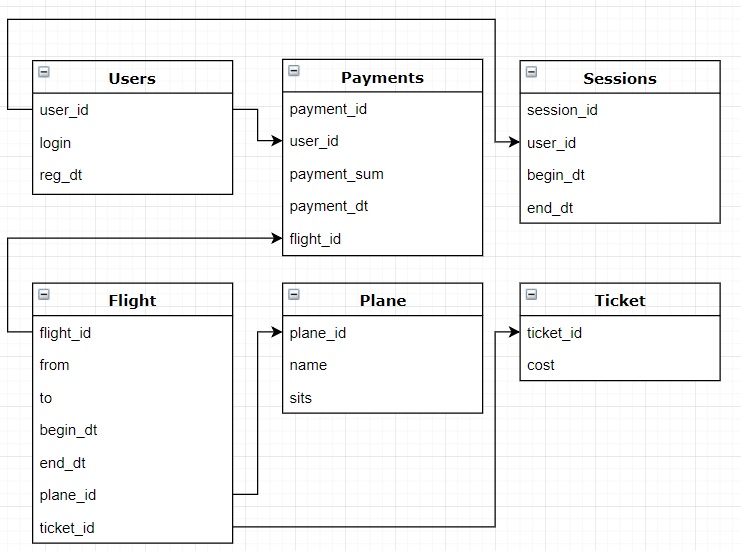 Users
user_id
login
reg_dt
Payments
payment_id
user_id
payment_sum
payment_dt
flight_id
Sessions
session_id
user_id
begin_dt
end_dt
Flight
flight_id
from
to
begin_dt
end_dt
plane_id
ticket_id
Plane
plane_id
name
sits
Ticket
ticket_id
cost